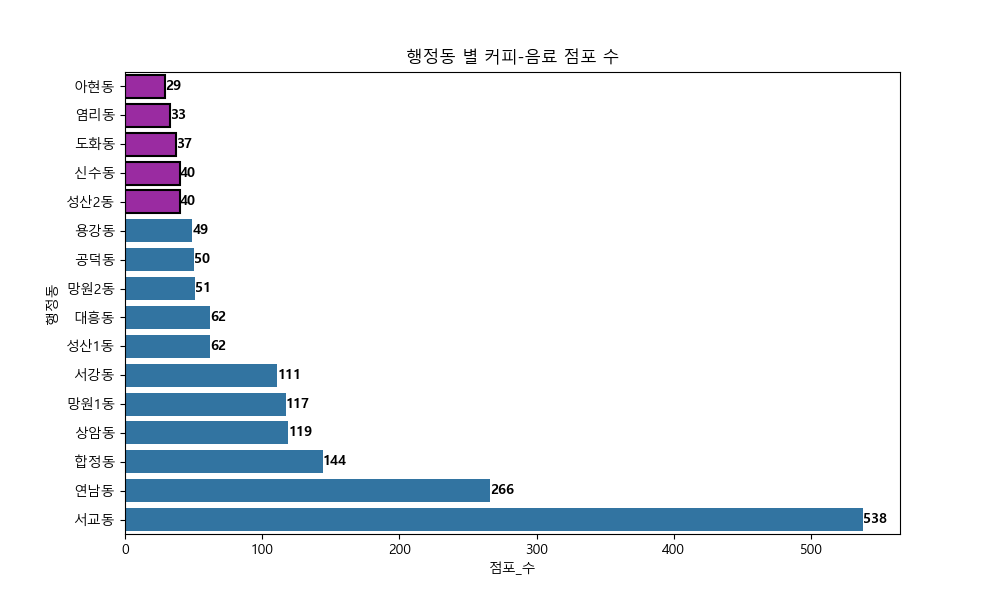 행정동 별 커피-음료 점포 수
아현동 29
염리동 33
도화동 37
신수동 40
성산2동 40
용강동 49
공덕동 50
망원2동 51
대흥동 62
성산1동 62
서강동 111
망원1동 117
상암동 119
합정동 144
연남동 266
서교동 538
행정동
0 100 200 300 400 500
점포_수